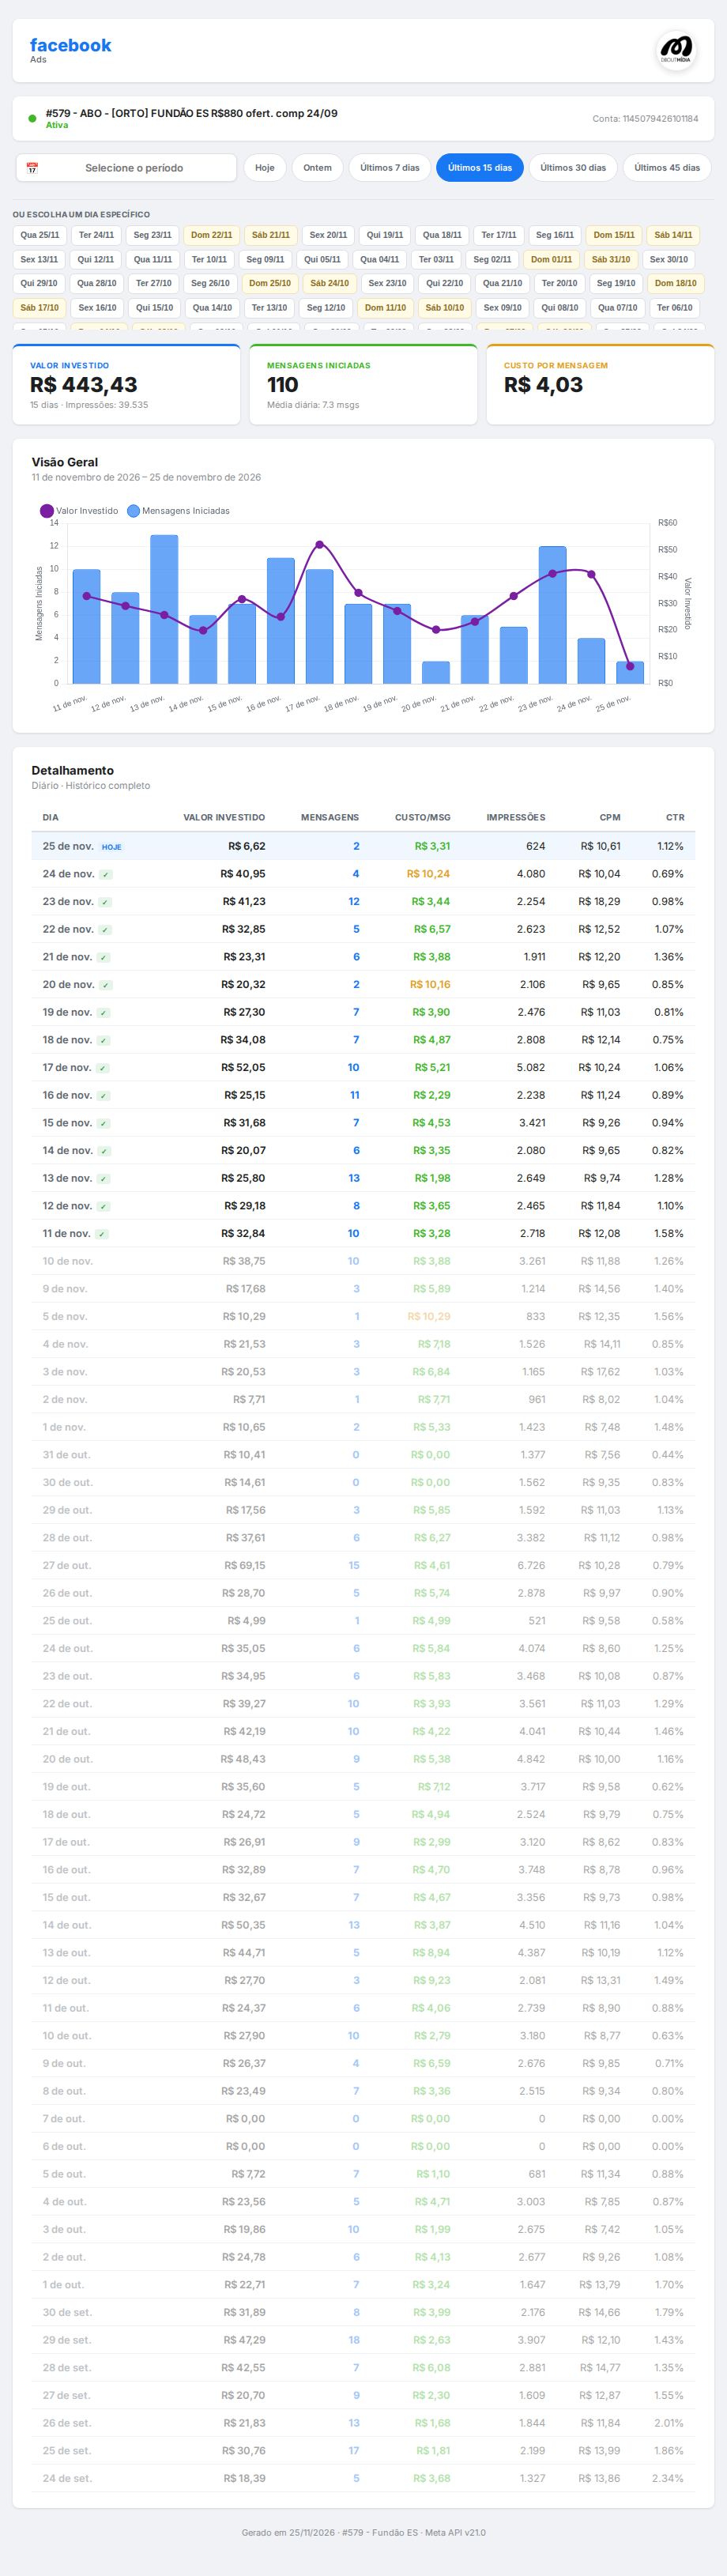 facebook
Ads
DBOUTMÍDIA
#579 - ABO - [ORTO] FUNDÃO ES R$880 ofert. comp 24/09
Ativa
Conta: 1145079426101184
Selecione o período
Hoje
Ontem
Últimos 7 dias
Últimos 15 dias
Últimos 30 dias
Últimos 45 dias
OU ESCOLHA UM DIA ESPECÍFICO
Qua 25/11 Ter 24/11 Seg 23/11 Dom 22/11 Sáb 21/11 Sex 20/11 Qui 19/11 Qua 18/11 Ter 17/11 Seg 16/11 Dom 15/11 Sáb 14/11
Sex 13/11 Qui 12/11 Qua 11/11 Ter 10/11 Seg 09/11 Qui 05/11 Qua 04/11 Ter 03/11 Seg 02/11 Dom 01/11 Sáb 31/10 Sex 30/10
Qui 29/10 Qua 28/10 Ter 27/10 Seg 26/10 Dom 25/10 Sáb 24/10 Sex 23/10 Qui 22/10 Qua 21/10 Ter 20/10 Seg 19/10 Dom 18/10
Sáb 17/10 Sex 16/10 Qui 15/10 Qua 14/10 Ter 13/10 Seg 12/10 Dom 11/10 Sáb 10/10 Sex 09/10 Qui 08/10 Qua 07/10 Ter 06/10
VALOR INVESTIDO
R$ 443,43
15 dias · Impressões: 39.535
MENSAGENS INICIADAS
110
Média diária: 7.3 msgs
CUSTO POR MENSAGEM
R$ 4,03
Visão Geral
11 de novembro de 2026 – 25 de novembro de 2026
Valor Investido Mensagens Iniciadas
Mensagens Iniciadas
14
12
10
8
6
4
2
0
R$60
R$50
R$40
R$30
R$20
R$10
R$0
Valor Investido
11 de nov. 12 de nov. 13 de nov. 14 de nov. 15 de nov. 16 de nov. 17 de nov. 18 de nov. 19 de nov. 20 de nov. 21 de nov. 22 de nov. 23 de nov. 24 de nov. 25 de nov.
Detalhamento
Diário · Histórico completo
DIA VALOR INVESTIDO MENSAGENS CUSTO/MSG IMPRESSÕES CPM CTR
25 de nov. HOJE R$ 6,62 2 R$ 3,31 624 R$ 10,61 1.12%
24 de nov. ✓ R$ 40,95 4 R$ 10,24 4.080 R$ 10,04 0.69%
23 de nov. ✓ R$ 41,23 12 R$ 3,44 2.254 R$ 18,29 0.98%
22 de nov. ✓ R$ 32,85 5 R$ 6,57 2.623 R$ 12,52 1.07%
21 de nov. ✓ R$ 23,31 6 R$ 3,88 1.911 R$ 12,20 1.36%
20 de nov. ✓ R$ 20,32 2 R$ 10,16 2.106 R$ 9,65 0.85%
19 de nov. ✓ R$ 27,30 7 R$ 3,90 2.476 R$ 11,03 0.81%
18 de nov. ✓ R$ 34,08 7 R$ 4,87 2.808 R$ 12,14 0.75%
17 de nov. ✓ R$ 52,05 10 R$ 5,21 5.082 R$ 10,24 1.06%
16 de nov. ✓ R$ 25,15 11 R$ 2,29 2.238 R$ 11,24 0.89%
15 de nov. ✓ R$ 31,68 7 R$ 4,53 3.421 R$ 9,26 0.94%
14 de nov. ✓ R$ 20,07 6 R$ 3,35 2.080 R$ 9,65 0.82%
13 de nov. ✓ R$ 25,80 13 R$ 1,98 2.649 R$ 9,74 1.28%
12 de nov. ✓ R$ 29,18 8 R$ 3,65 2.465 R$ 11,84 1.10%
11 de nov. ✓ R$ 32,84 10 R$ 3,28 2.718 R$ 12,08 1.58%
10 de nov. R$ 38,75 10 R$ 3,88 3.261 R$ 11,88 1.26%
9 de nov. R$ 17,68 3 R$ 5,89 1.214 R$ 14,56 1.40%
5 de nov. R$ 10,29 1 R$ 10,29 833 R$ 12,35 1.56%
4 de nov. R$ 21,53 3 R$ 7,18 1.526 R$ 14,11 0.85%
3 de nov. R$ 20,53 3 R$ 6,84 1.165 R$ 17,62 1.03%
2 de nov. R$ 7,71 1 R$ 7,71 961 R$ 8,02 1.04%
1 de nov. R$ 10,65 2 R$ 5,33 1.423 R$ 7,48 1.48%
31 de out. R$ 10,41 0 R$ 0,00 1.377 R$ 7,56 0.44%
30 de out. R$ 14,61 0 R$ 0,00 1.562 R$ 9,35 0.83%
29 de out. R$ 17,56 3 R$ 5,85 1.592 R$ 11,03 1.13%
28 de out. R$ 37,61 6 R$ 6,27 3.382 R$ 11,12 0.98%
27 de out. R$ 69,15 15 R$ 4,61 6.726 R$ 10,28 0.79%
26 de out. R$ 28,70 5 R$ 5,74 2.878 R$ 9,97 0.90%
25 de out. R$ 4,99 1 R$ 4,99 521 R$ 9,58 0.58%
24 de out. R$ 35,05 6 R$ 5,84 4.074 R$ 8,60 1.25%
23 de out. R$ 34,95 6 R$ 5,83 3.468 R$ 10,08 0.87%
22 de out. R$ 39,27 10 R$ 3,93 3.561 R$ 11,03 1.29%
21 de out. R$ 42,19 10 R$ 4,22 4.041 R$ 10,44 1.46%
20 de out. R$ 48,43 9 R$ 5,38 4.842 R$ 10,00 1.16%
19 de out. R$ 35,60 5 R$ 7,12 3.717 R$ 9,58 0.62%
18 de out. R$ 24,72 5 R$ 4,94 2.524 R$ 9,79 0.75%
17 de out. R$ 26,91 9 R$ 2,99 3.120 R$ 8,62 0.83%
16 de out. R$ 32,89 7 R$ 4,70 3.748 R$ 8,78 0.96%
15 de out. R$ 32,67 7 R$ 4,67 3.356 R$ 9,73 0.98%
14 de out. R$ 50,35 13 R$ 3,87 4.510 R$ 11,16 1.04%
13 de out. R$ 44,71 5 R$ 8,94 4.387 R$ 10,19 1.12%
12 de out. R$ 27,70 3 R$ 9,23 2.081 R$ 13,31 1.49%
11 de out. R$ 24,37 6 R$ 4,06 2.739 R$ 8,90 0.88%
10 de out. R$ 27,90 10 R$ 2,79 3.180 R$ 8,77 0.63%
9 de out. R$ 26,37 4 R$ 6,59 2.676 R$ 9,85 0.71%
8 de out. R$ 23,49 7 R$ 3,36 2.515 R$ 9,34 0.80%
7 de out. R$ 0,00 0 R$ 0,00 0 R$ 0,00 0.00%
6 de out. R$ 0,00 0 R$ 0,00 0 R$ 0,00 0.00%
5 de out. R$ 7,72 7 R$ 1,10 681 R$ 11,34 0.88%
4 de out. R$ 23,56 5 R$ 4,71 3.003 R$ 7,85 0.87%
3 de out. R$ 19,86 10 R$ 1,99 2.675 R$ 7,42 1.05%
2 de out. R$ 24,78 6 R$ 4,13 2.677 R$ 9,26 1.08%
1 de out. R$ 22,71 7 R$ 3,24 1.647 R$ 13,79 1.70%
30 de set. R$ 31,89 8 R$ 3,99 2.176 R$ 14,66 1.79%
29 de set. R$ 47,29 18 R$ 2,63 3.907 R$ 12,10 1.43%
28 de set. R$ 42,55 7 R$ 6,08 2.881 R$ 14,77 1.35%
27 de set. R$ 20,70 9 R$ 2,30 1.609 R$ 12,87 1.55%
26 de set. R$ 21,83 13 R$ 1,68 1.844 R$ 11,84 2.01%
25 de set. R$ 30,76 17 R$ 1,81 2.199 R$ 13,99 1.86%
24 de set. R$ 18,39 5 R$ 3,68 1.327 R$ 13,86 2.34%
Gerado em 25/11/2026 · #579 - Fundão ES · Meta API v21.0